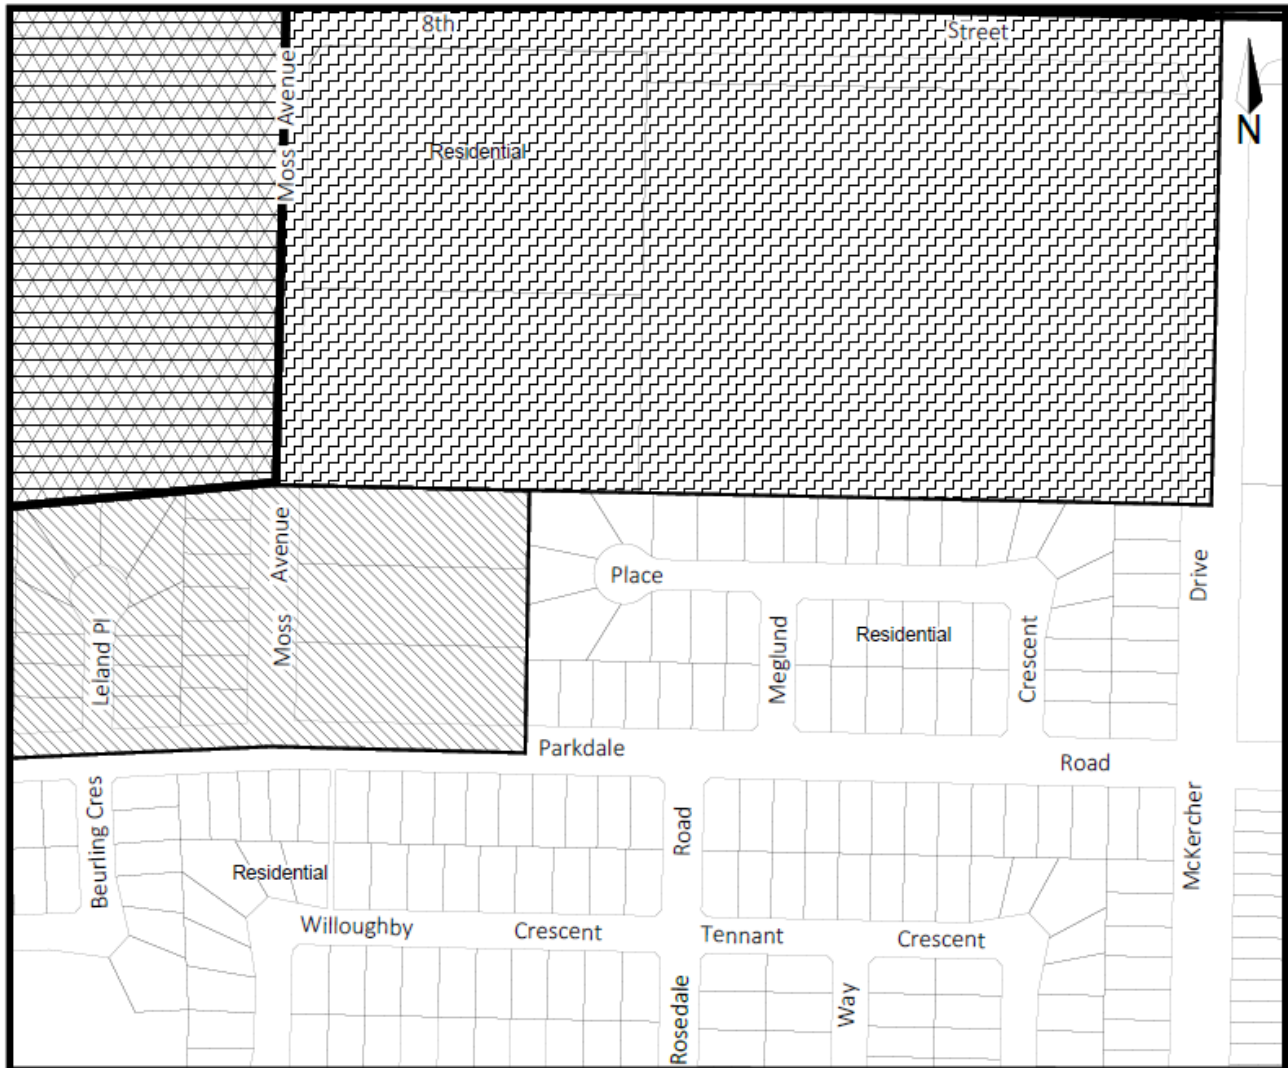 8th
Street
Moss Avenue
N
Residential
Moss Avenue
Place
Drive
Leland Pl
Meglund
Residential
Crescent
Parkdale
Road
Beurling Cres
Road
McKercher
Residential
Willoughby
Crescent
Tennant
Crescent
Rosedale
Way